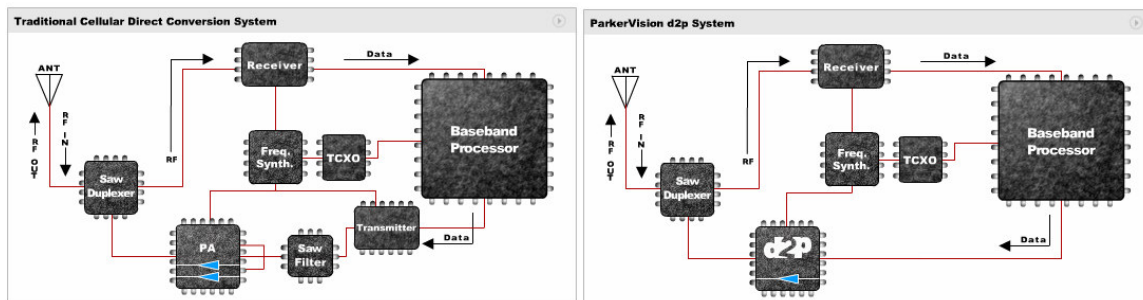 Traditional Cellular Direct Conversion System
ANT
RF OUT
RF IN
RF
Receiver
Data
Baseband
Processor
Freq.
Synth.
TCXO
Saw
Duplexer
PA
Saw
Filter
Transmitter
Data
ParkerVision d2p System
ANT
RF OUT
RF IN
RF
Receiver
Data
Baseband
Processor
Freq.
Synth.
TCXO
Saw
Duplexer
d2p
Data